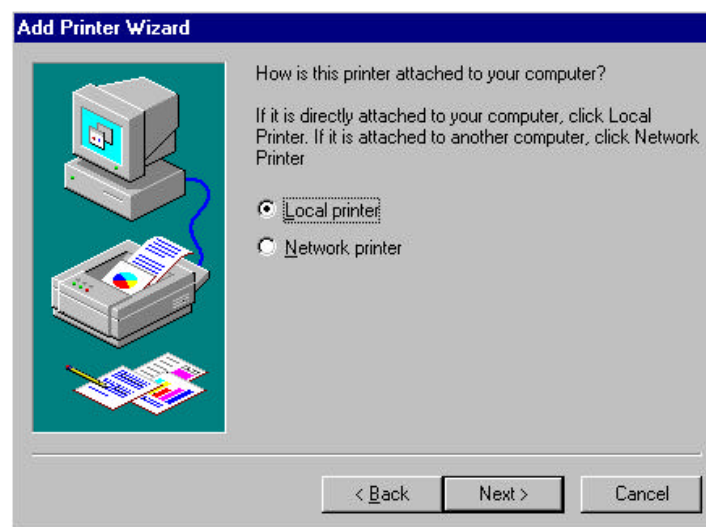 Add Printer Wizard
How is this printer attached to your computer?
If it is directly attached to your computer, click Local
Printer. If it is attached to another computer, click Network
Printer
Local printer
Network printer
< Back
Next >
Cancel